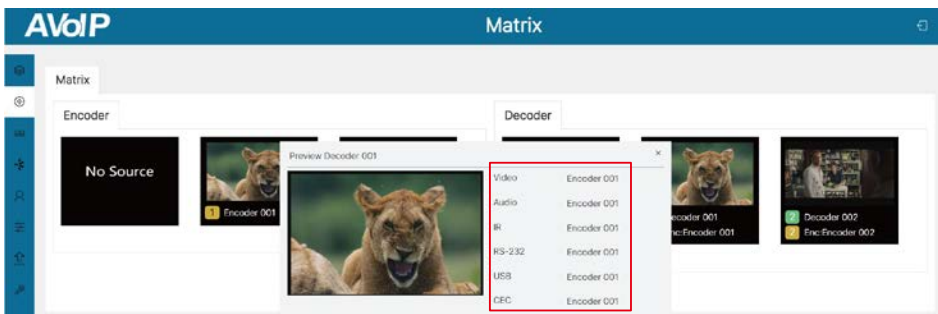 AVoIP
Matrix
Matrix
Encoder
Decoder
No Source
1 Encoder 001
Preview Decoder 001
×
Video Encoder 001
Audio Encoder 001
IR Encoder 001
RS-232 Encoder 001
USB Encoder 001
CEC Encoder 001
ecoder 001
nc:Encoder 001
2 Decoder 002
2 Enc:Encoder 002